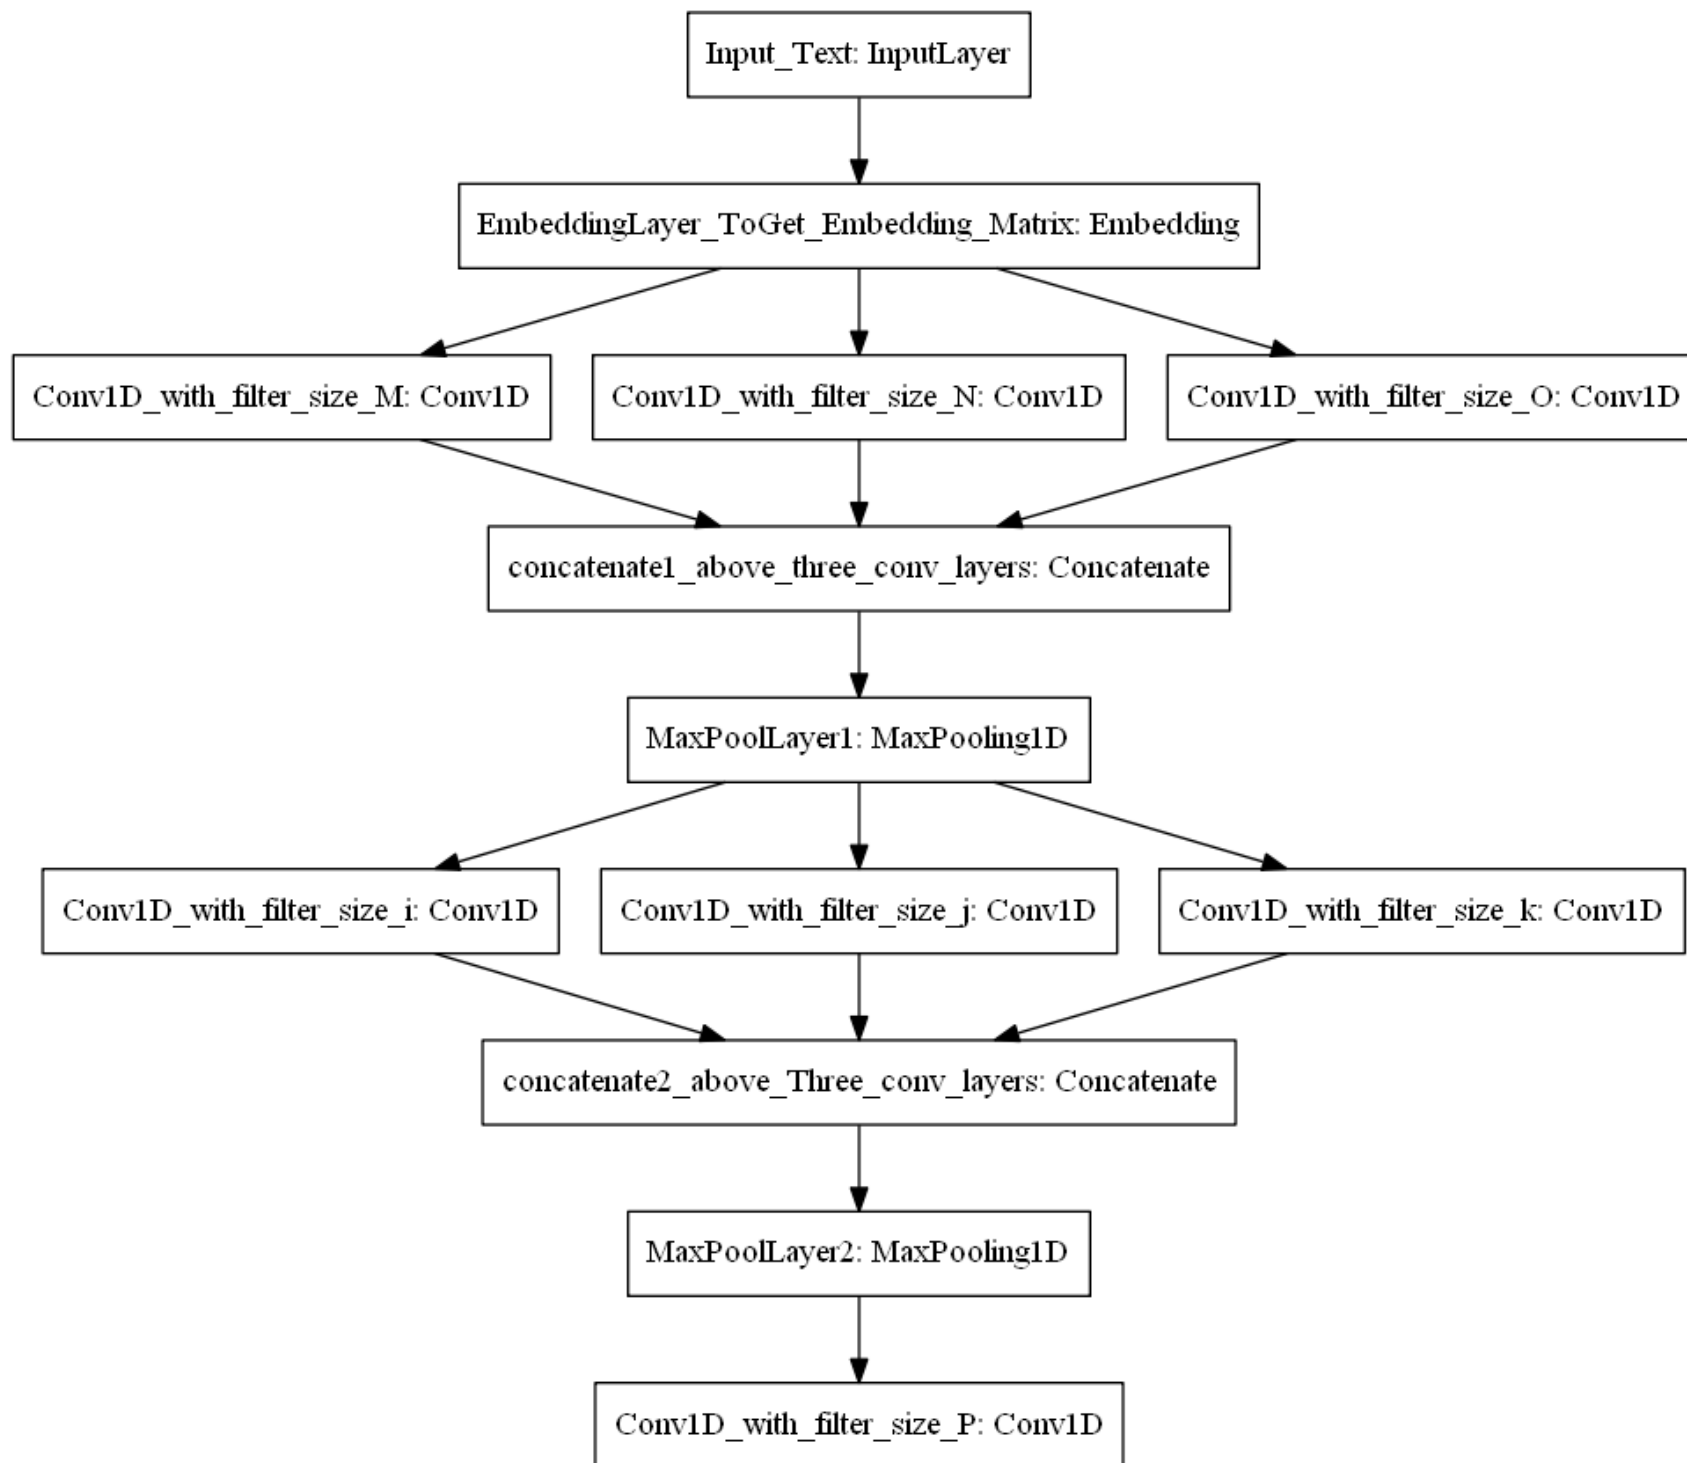 Input_Text: InputLayer
EmbeddingLayer_ToGet_Embedding_Matrix: Embedding
Conv1D_with_filter_size_M: Conv1D
Conv1D_with_filter_size_N: Conv1D
Conv1D_with_filter_size_O: Conv1D
concatenate1_above_three_conv_layers: Concatenate
MaxPoolLayer1: MaxPooling1D
Conv1D_with_filter_size_i: Conv1D
Conv1D_with_filter_size_j: Conv1D
Conv1D_with_filter_size_k: Conv1D
concatenate2_above_Three_conv_layers: Concatenate
MaxPoolLayer2: MaxPooling1D
Conv1D_with_filter_size_P: Conv1D